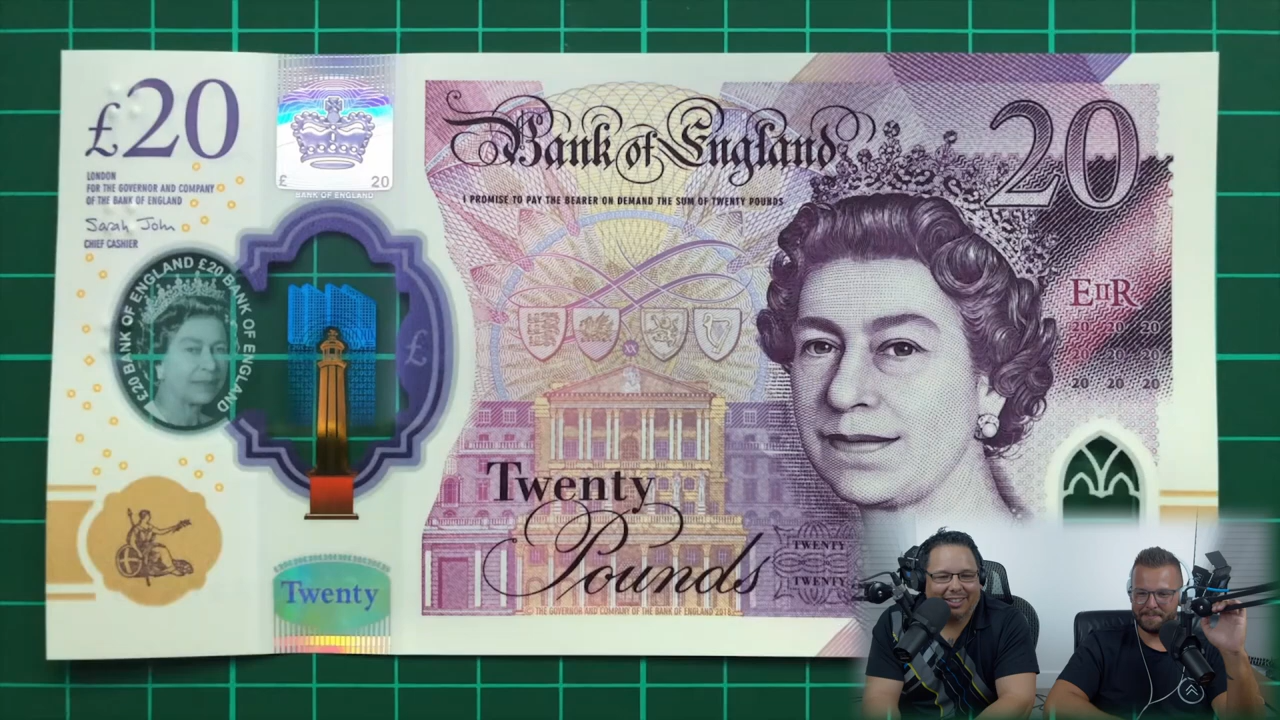 £20
LONDON
FOR THE GOVERNOR AND COMPANY
OF THE BANK OF ENGLAND
Sarah John
CHIEF CASHIER
£20 BANK OF ENGLAND £20 BANK OF ENGLAND
£ 20
BANK OF ENGLAND
£
Twenty
Bank of England
I PROMISE TO PAY THE BEARER ON DEMAND THE SUM OF TWENTY POUNDS
20
EIIR
20 20 20
20 20 20
20 20 20
Twenty
Pounds
TWENTY
TWENTY
© THE GOVERNOR AND COMPANY OF THE BANK OF ENGLAND 2018